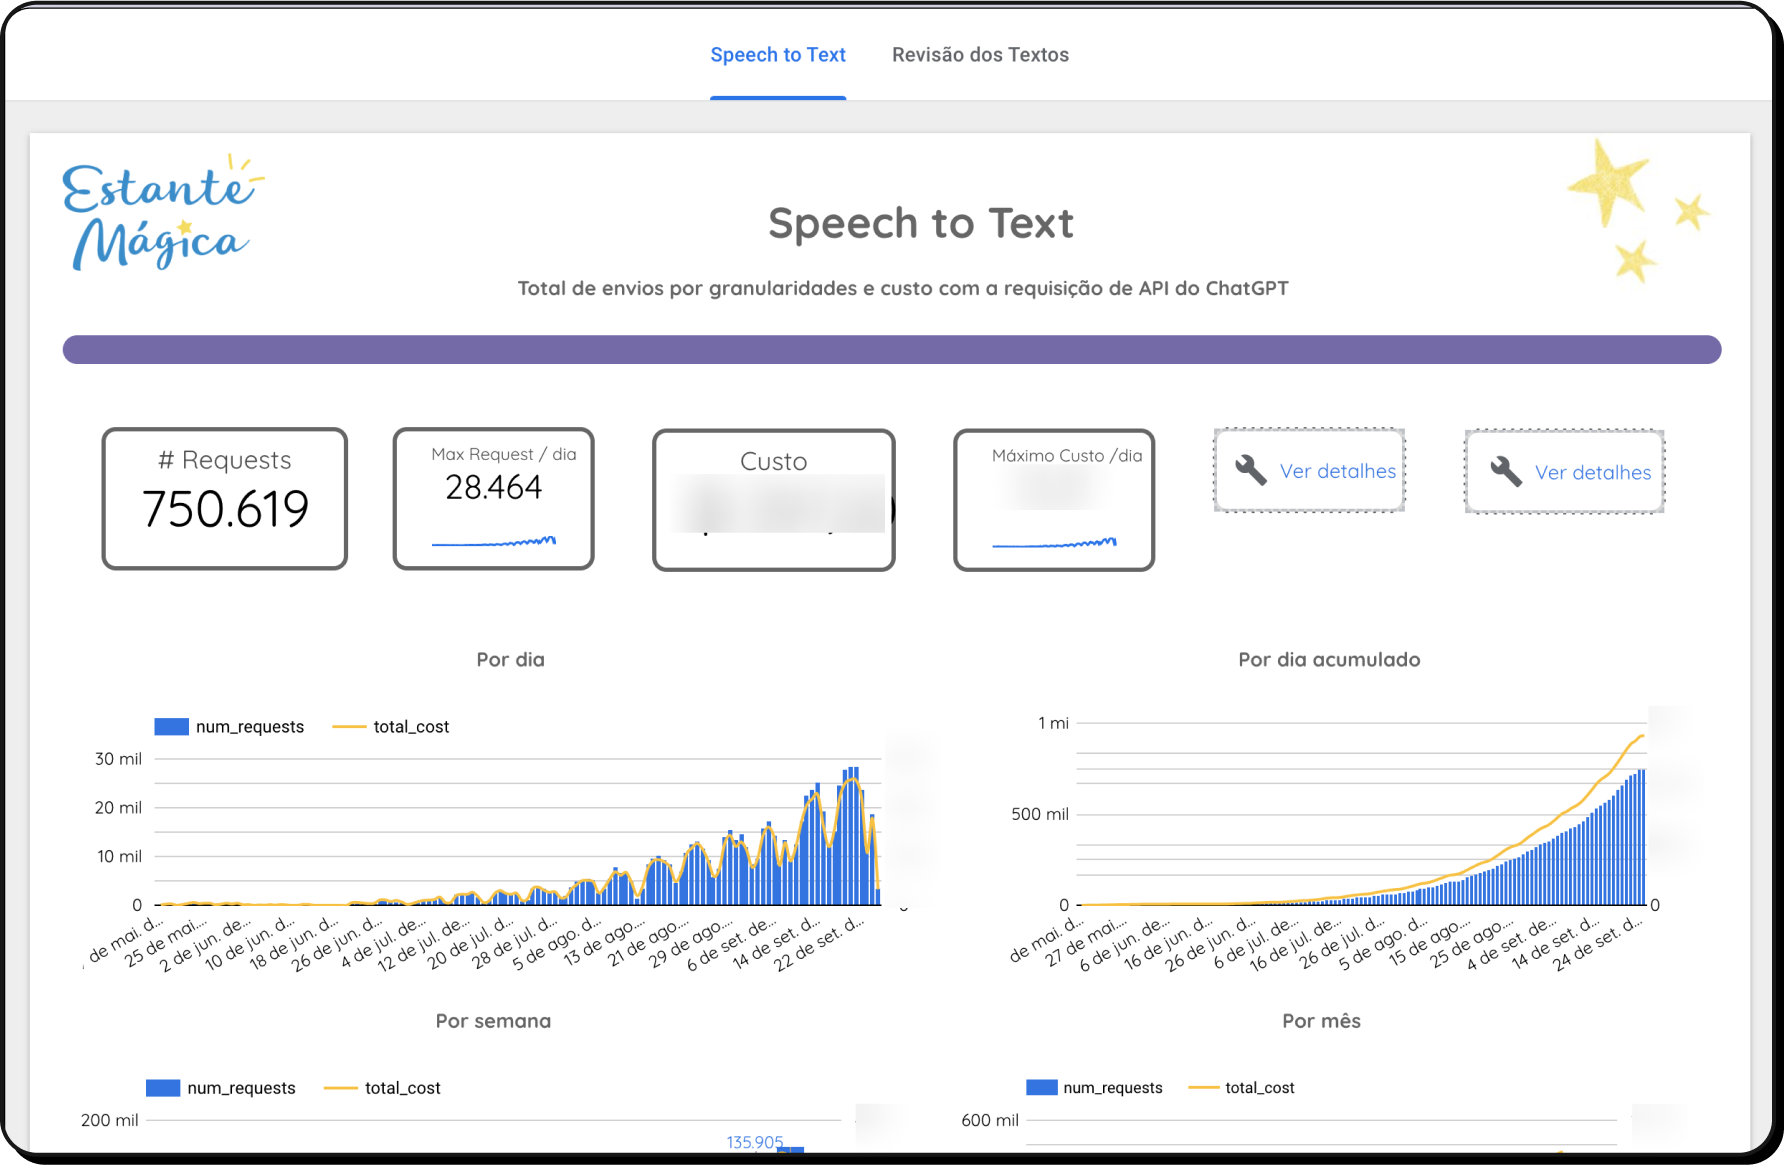 Speech to Text
Revisão dos Textos
Estante
Mágica
Speech to Text
Total de envios por granularidades e custo com a requisição de API do ChatGPT
# Requests
750.619
Max Request / dia
28.464
Custo
Máximo Custo /dia
Ver detalhes
Ver detalhes
Por dia
num_requests
total_cost
30 mil
20 mil
10 mil
0
de mai. d...
25 de mai....
2 de jun. de...
10 de jun. d...
18 de jun. d...
26 de jun. d...
4 de jul. de...
12 de jul. de...
20 de jul. d...
28 de jul. d...
5 de ago. d...
13 de ago....
21 de ago....
29 de ago....
6 de set. de...
14 de set. d...
22 de set. d...
Por dia acumulado
1 mi
500 mil
0
0
de mai. d...
27 de mai....
6 de jun. de...
16 de jun. d...
26 de jun. d...
6 de jul. de...
16 de jul. de...
26 de jul. d...
5 de ago. d...
15 de ago....
25 de ago....
4 de set. de...
14 de set. d...
24 de set. d...
Por semana
num_requests
total_cost
200 mil
135.905
Por mês
num_requests
total_cost
600 mil